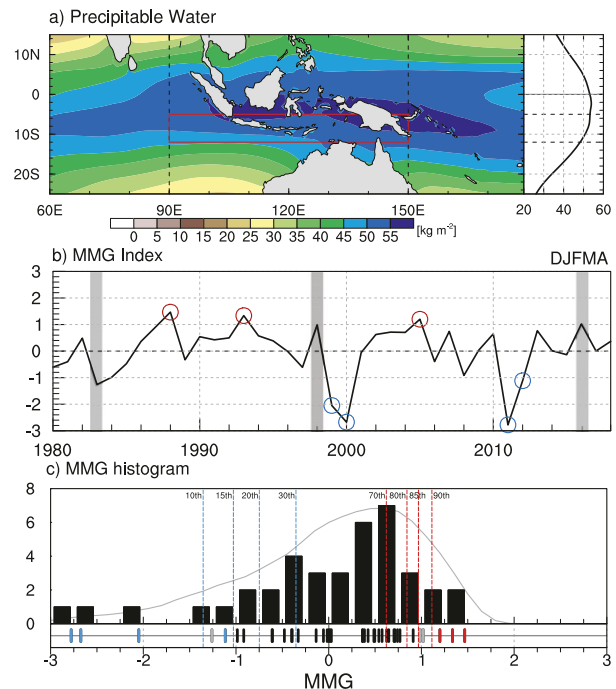 a) Precipitable Water
15N
0
10S
20S
60E 90E 120E 150E 20 40 60
0 5 10 15 20 25 30 35 40 45 50 55 [kg m-2]
b) MMG Index DJFMA
3
2
1
0
-1
-2
-3
1980 1990 2000 2010
c) MMG histogram
10th 15th 20th 30th 70th 80th 85th 90th
8
6
4
2
0
-3 -2 -1 0 1 2 3
MMG